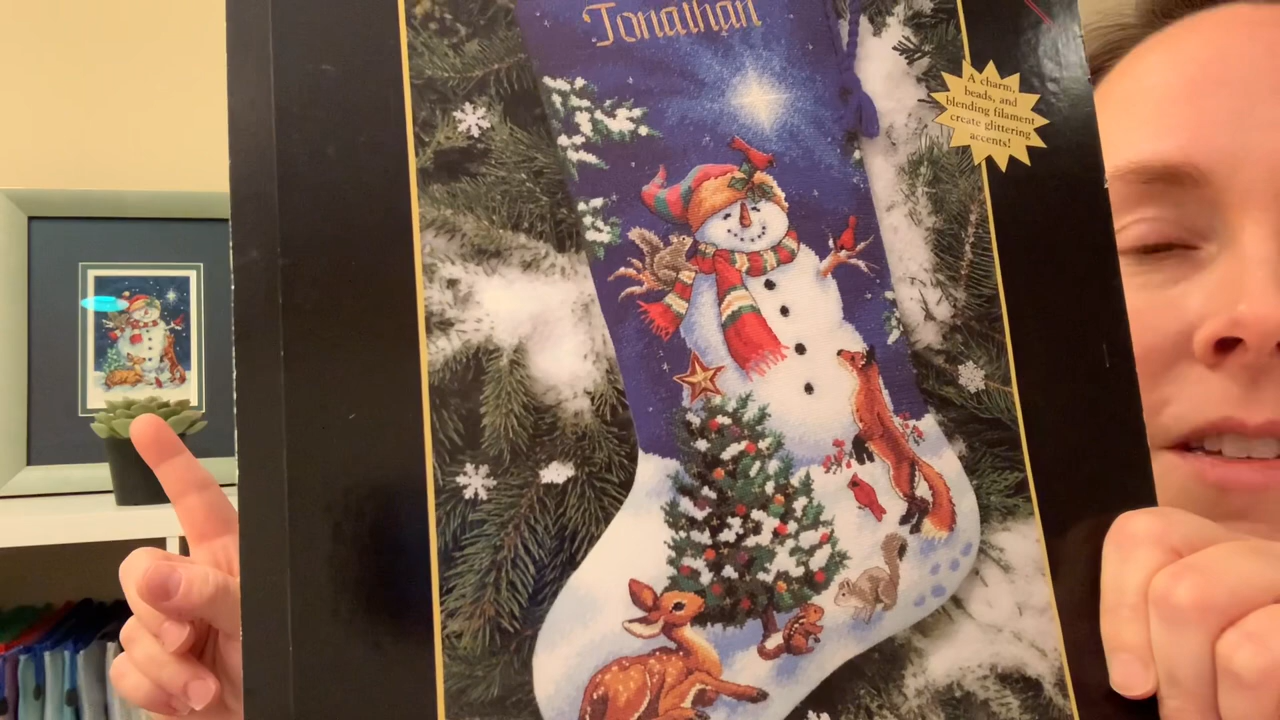 Jonathan
A charm,
beads, and
blending filament
create glittering
accents!